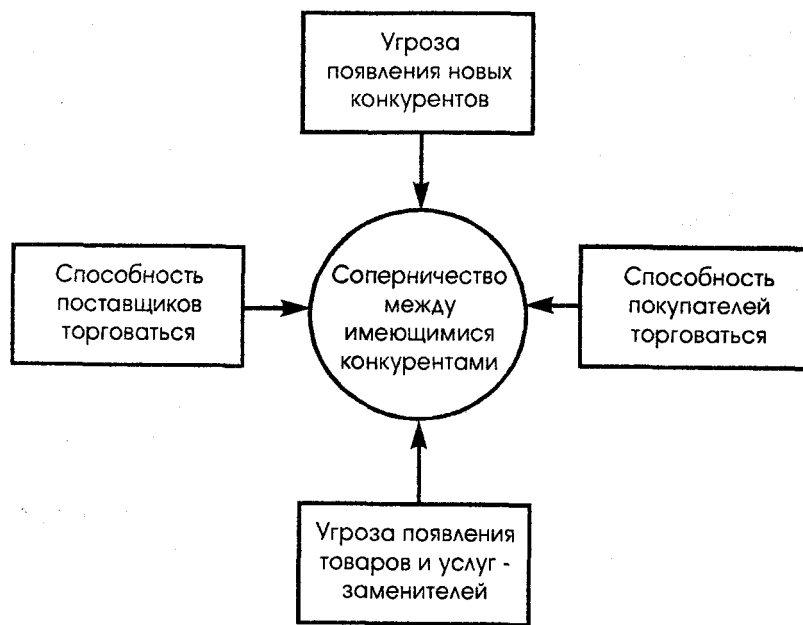 Угроза
появления новых
конкурентов
Способность
поставщиков
торговаться
Соперничество
между
имеющимися
конкурентами
Способность
покупателей
торговаться
Угроза появления
товаров и услуг -
заменителей